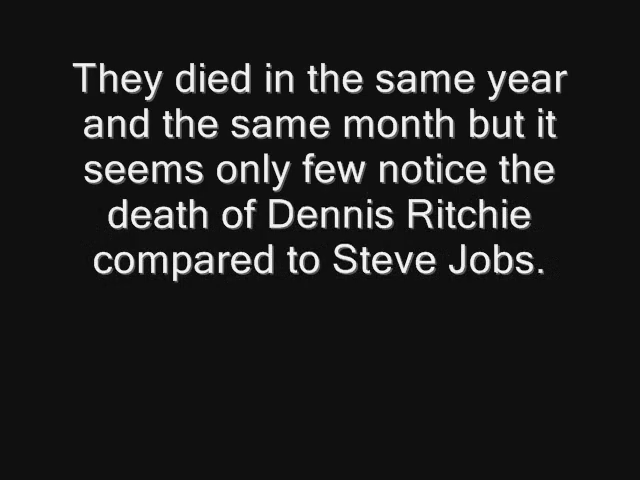 They died in the same year
and the same month but it
seems only few notice the
death of Dennis Ritchie
compared to Steve Jobs.